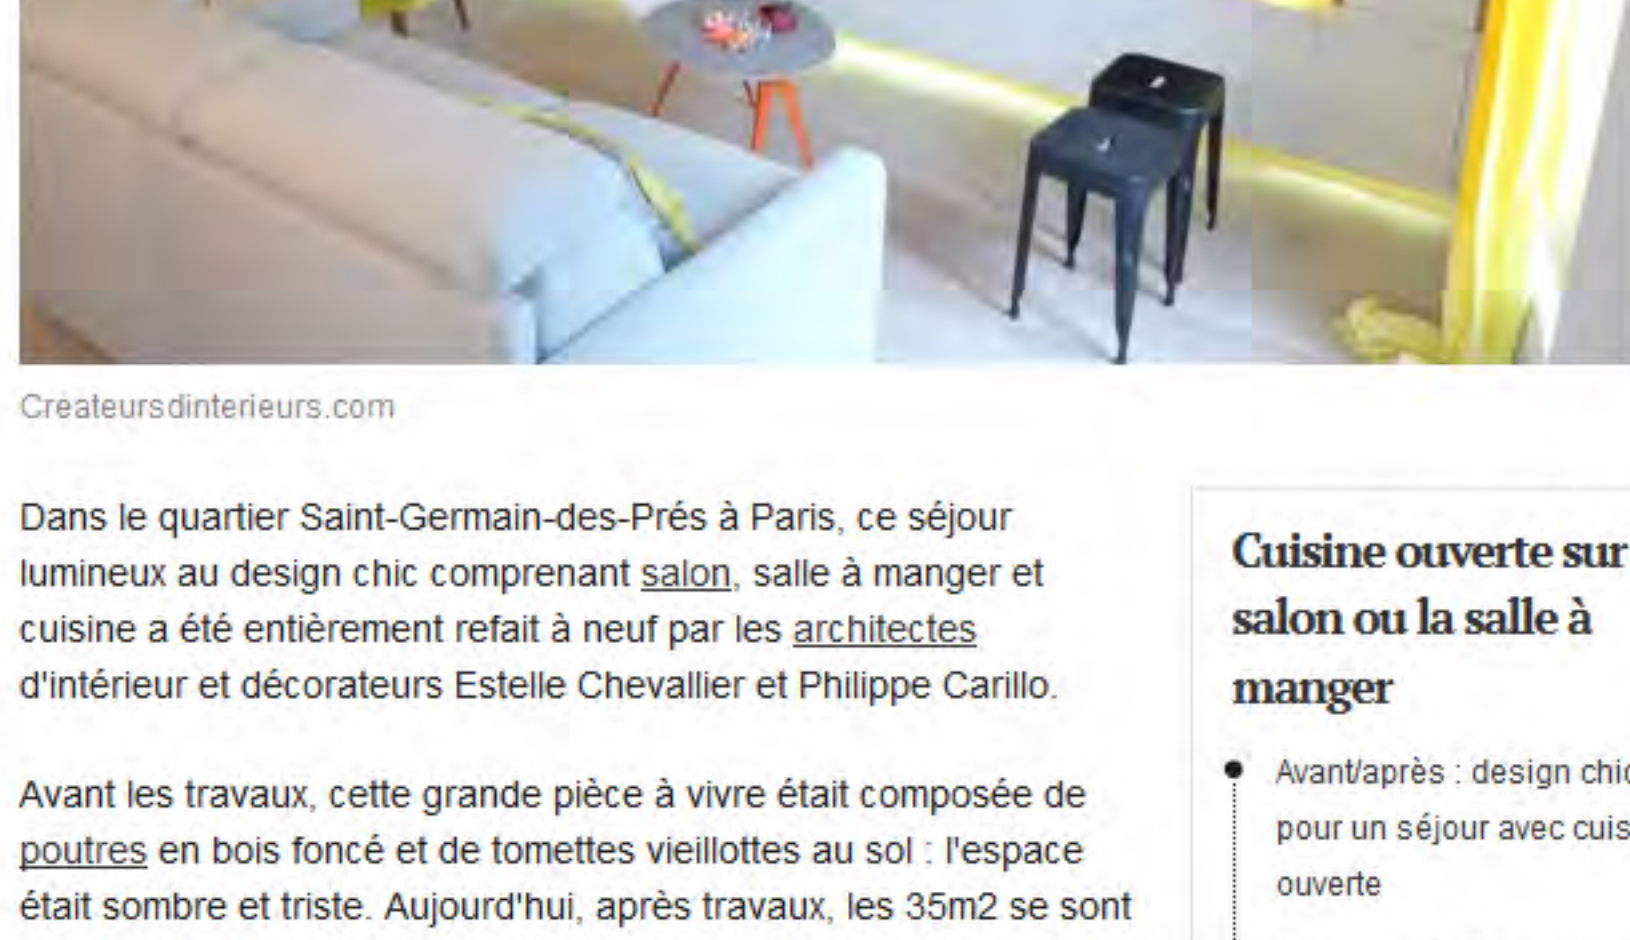 Créateursdinterieurs.com
Dans le quartier Saint-Germain-des-Prés à Paris, ce séjour
lumineux au design chic comprenant salon, salle à manger et
cuisine a été entièrement refait à neuf par les architectes
d'intérieur et décorateurs Estelle Chevallier et Philippe Carillo.
Avant les travaux, cette grande pièce à vivre était composée de
poutres en bois foncé et de tomettes vieillottes au sol : l'espace
était sombre et triste. Aujourd'hui, après travaux, les 35m2 se sont
Cuisine ouverte sur
salon ou la salle à
manger
Avant/après : design chic
pour un séjour avec cuis
ouverte